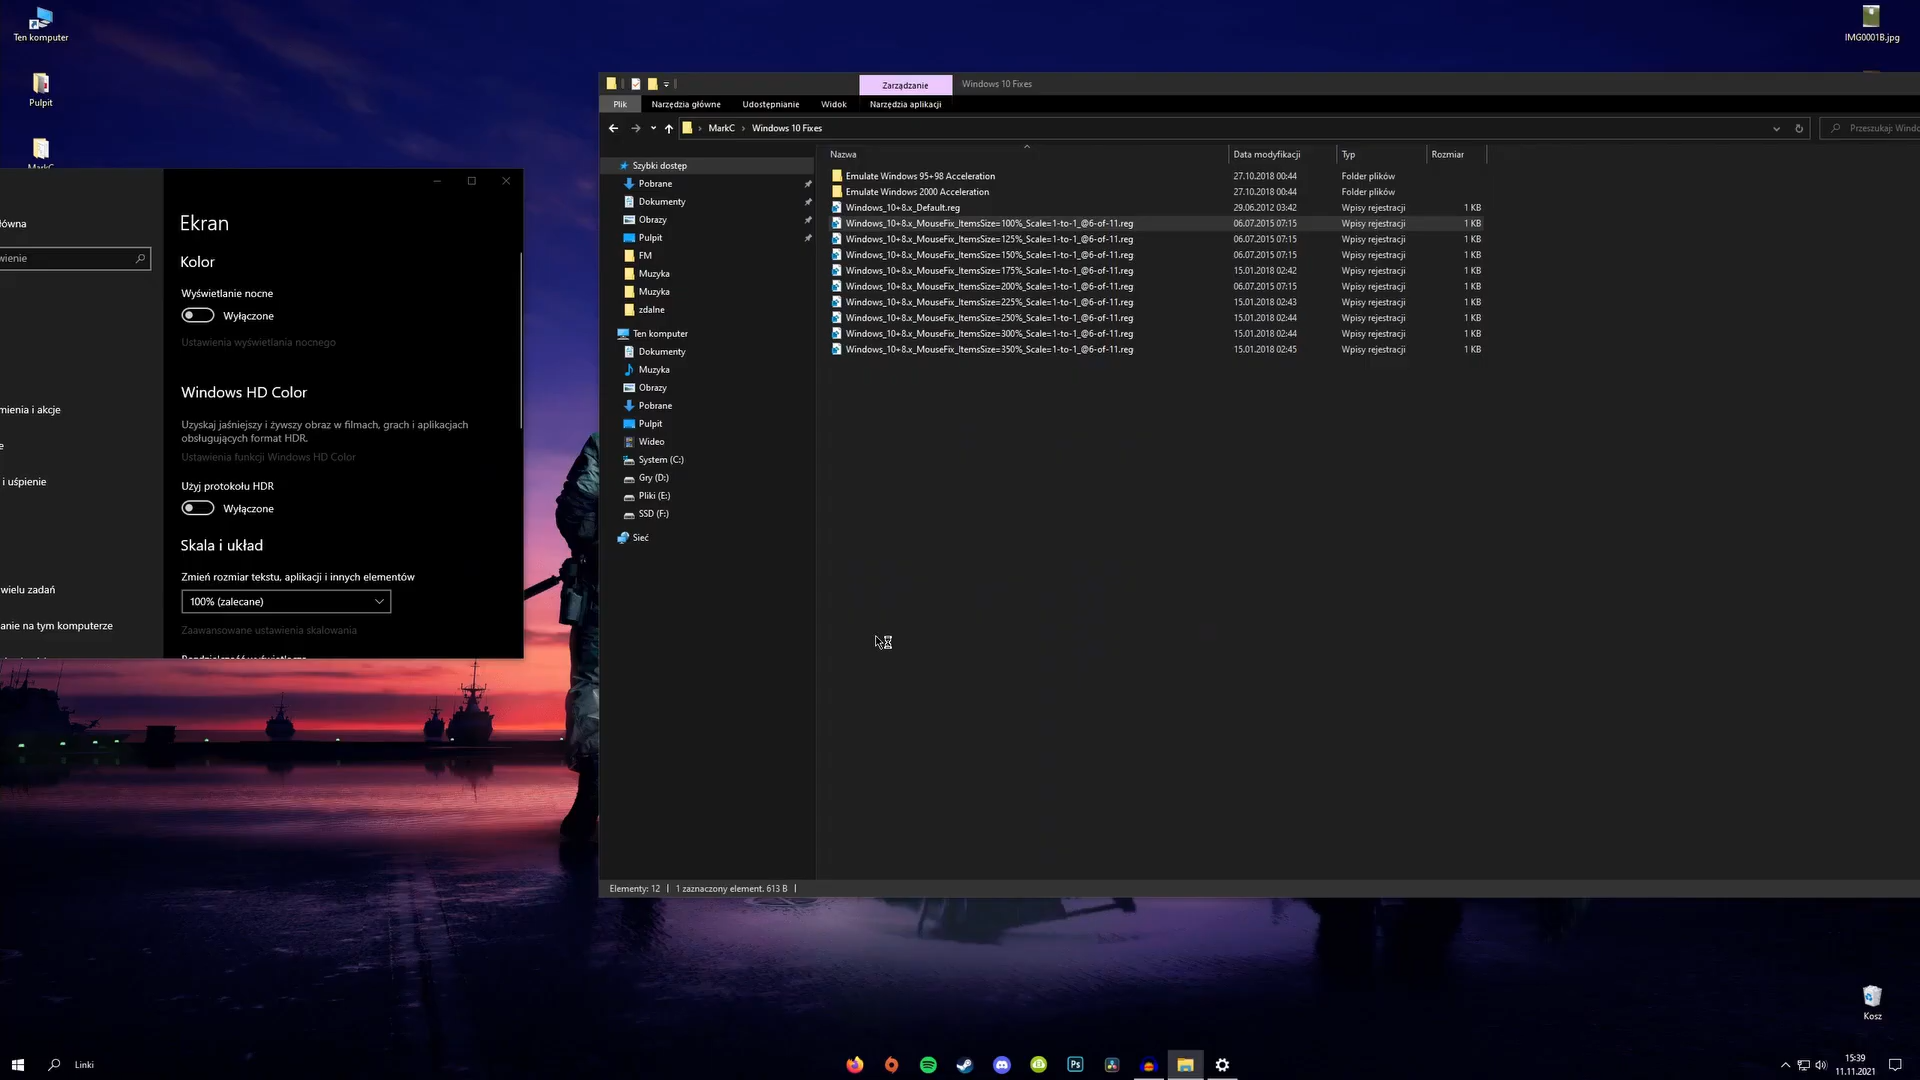 Ten komputer
Pulpit
MarkC
IMG0001B.jpg
Kosz
łówna
wienie
mienia i akcje
e
i uśpienie
wielu zadań
anie na tym komputerze
Ekran
Kolor
Wyświetlanie nocne
Wyłączone
Ustawienia wyświetlania nocnego
Windows HD Color
Uzyskaj jaśniejszy i żywszy obraz w filmach, grach i aplikacjach
obsługujących format HDR.
Ustawienia funkcji Windows HD Color
Użyj protokołu HDR
Wyłączone
Skala i układ
Zmień rozmiar tekstu, aplikacji i innych elementów
100% (zalecane)
Zaawansowane ustawienia skalowania
Zarządzanie Windows 10 Fixes
Plik Narzędzia główne Udostępnianie Widok Narzędzia aplikacji
MarkC › Windows 10 Fixes Przeszukaj: Windo
Szybki dostęp
Pobrane
Dokumenty
Obrazy
Pulpit
FM
Muzyka
Muzyka
zdalne
Ten komputer
Dokumenty
Muzyka
Obrazy
Pobrane
Pulpit
Wideo
System (C:)
Gry (D:)
Pliki (E:)
SSD (F:)
Sieć
Nazwa Data modyfikacji Typ Rozmiar
Emulate Windows 95+98 Acceleration 27.10.2018 00:44 Folder plików
Emulate Windows 2000 Acceleration 27.10.2018 00:44 Folder plików
Windows_10+8.x_Default.reg 29.06.2012 03:42 Wpisy rejestracji 1 KB
Windows_10+8.x_MouseFix_ItemsSize=100%_Scale=1-to-1_@6-of-11.reg 06.07.2015 07:15 Wpisy rejestracji 1 KB
Windows_10+8.x_MouseFix_ItemsSize=125%_Scale=1-to-1_@6-of-11.reg 06.07.2015 07:15 Wpisy rejestracji 1 KB
Windows_10+8.x_MouseFix_ItemsSize=150%_Scale=1-to-1_@6-of-11.reg 06.07.2015 07:15 Wpisy rejestracji 1 KB
Windows_10+8.x_MouseFix_ItemsSize=175%_Scale=1-to-1_@6-of-11.reg 15.01.2018 02:42 Wpisy rejestracji 1 KB
Windows_10+8.x_MouseFix_ItemsSize=200%_Scale=1-to-1_@6-of-11.reg 06.07.2015 07:15 Wpisy rejestracji 1 KB
Windows_10+8.x_MouseFix_ItemsSize=225%_Scale=1-to-1_@6-of-11.reg 15.01.2018 02:43 Wpisy rejestracji 1 KB
Windows_10+8.x_MouseFix_ItemsSize=250%_Scale=1-to-1_@6-of-11.reg 15.01.2018 02:44 Wpisy rejestracji 1 KB
Windows_10+8.x_MouseFix_ItemsSize=300%_Scale=1-to-1_@6-of-11.reg 15.01.2018 02:44 Wpisy rejestracji 1 KB
Windows_10+8.x_MouseFix_ItemsSize=350%_Scale=1-to-1_@6-of-11.reg 15.01.2018 02:45 Wpisy rejestracji 1 KB
Elementy: 12 | 1 zaznaczony element. 613 B |
Linki
Ps
15:39
11.11.2021